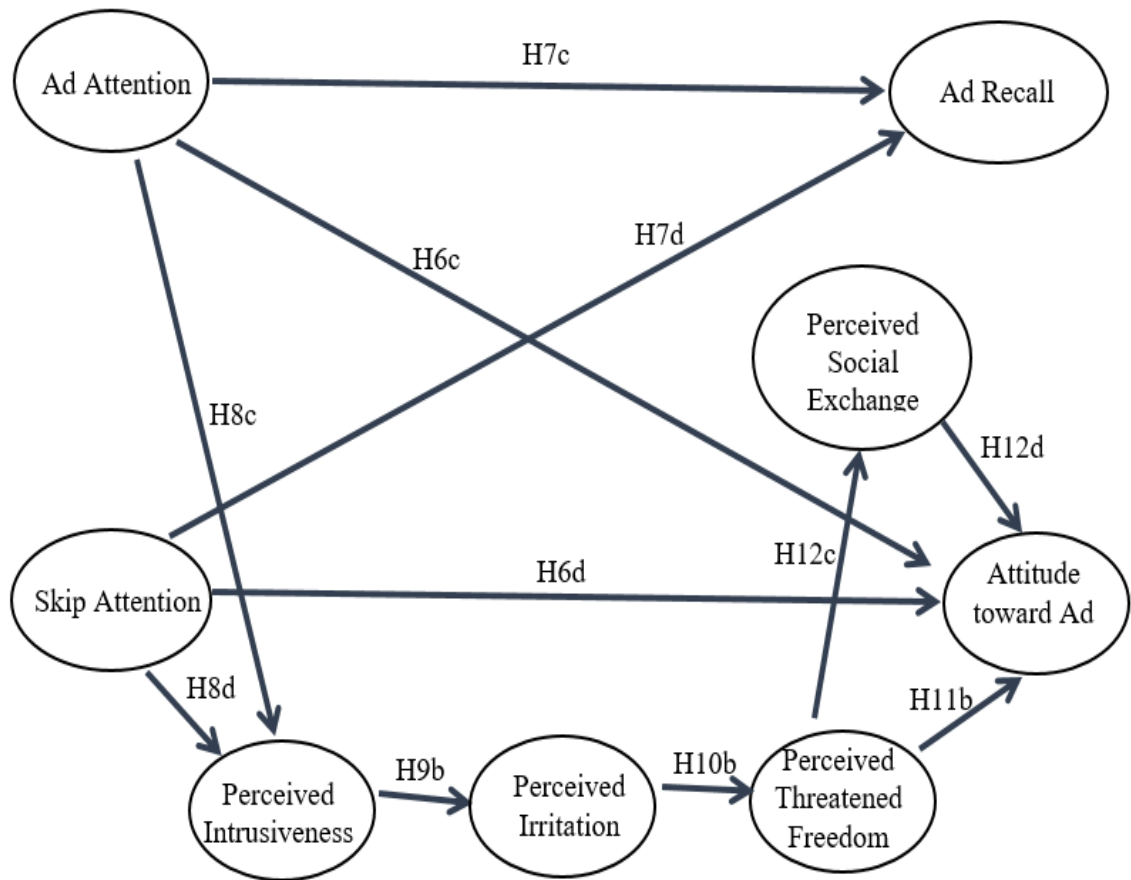 H7c
Ad Attention
Ad Recall
H7d
H6c
Perceived
Social
Exchange
H8c
H12d
H12c
H6d
Skip Attention
Attitude
toward Ad
H8d
H11b
H9b
H10b
Perceived
Intrusiveness
Perceived
Irritation
Perceived
Threatened
Freedom